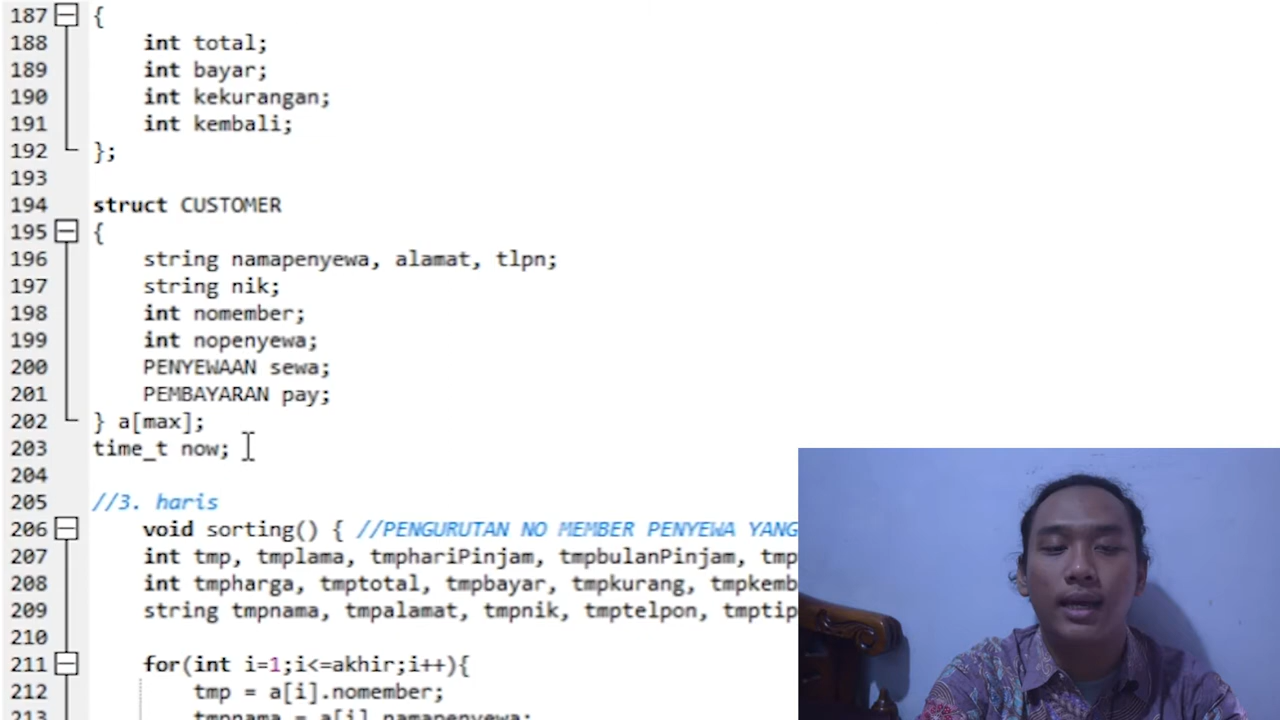 187 {
188 int total;
189 int bayar;
190 int kekurangan;
191 int kembali;
192 };
193
194 struct CUSTOMER
195 {
196 string namapenyewa, alamat, tlpn;
197 string nik;
198 int nomember;
199 int nopenyewa;
200 PENYEWAAN sewa;
201 PEMBAYARAN pay;
202 } a[max];
203 time_t now;
204
205 //3. haris
206 void sorting() { //PENGURUTAN NO MEMBER PENYEWA YANG
207 int tmp, tmplama, tmphariPinjam, tmpbulanPinjam, tmp
208 int tmpharga, tmptotal, tmpbayar, tmpkurang, tmpkemb
209 string tmpnama, tmpalamat, tmpnik, tmptelpon, tmptip
210
211 for(int i=1;i<=akhir;i++){
212 tmp = a[i].nomember;
213 tmpnama = a[i].namapenyewa;